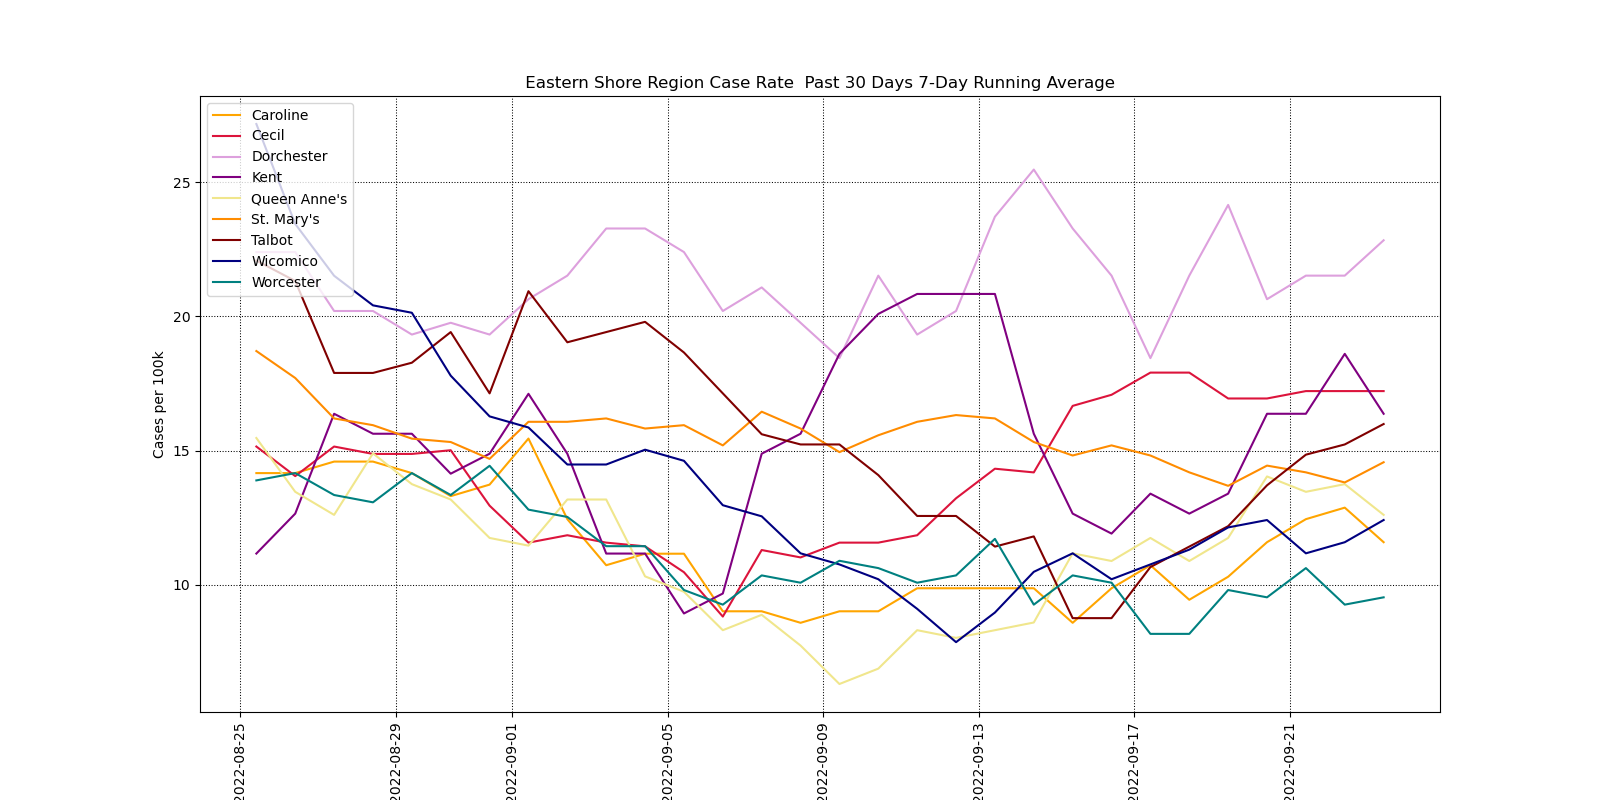 Eastern Shore Region Case Rate  Past 30 Days 7-Day Running Average
Caroline
Cecil
Dorchester
Kent
Queen Anne's
St. Mary's
Talbot
Wicomico
Worcester
Cases per 100k
25
20
15
10
2022-08-25
2022-08-29
2022-09-01
2022-09-05
2022-09-09
2022-09-13
2022-09-17
2022-09-21